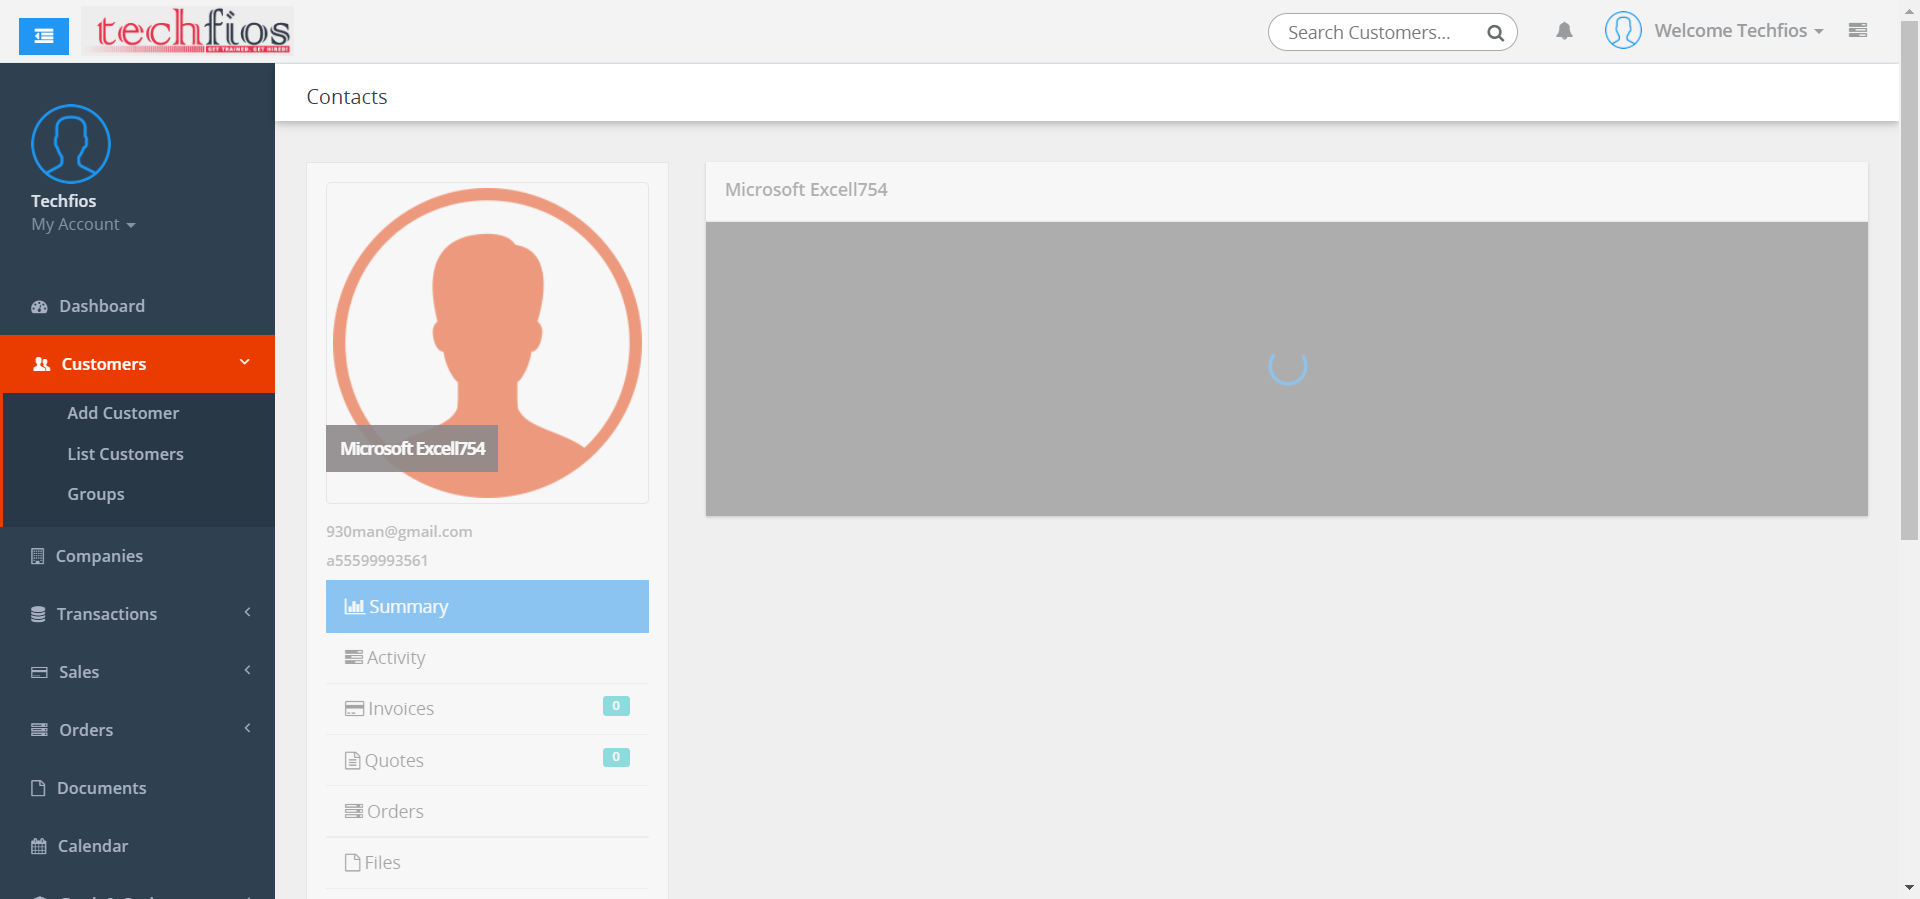 techfios
GET TRAINED. GET HIRED!
Search Customers...
Welcome Techfios
Contacts
Techfios
My Account
Dashboard
Customers
Add Customer
List Customers
Groups
Companies
Transactions
Sales
Orders
Documents
Calendar
Microsoft Excell754
930man@gmail.com
a55599993561
Summary
Activity
Invoices 0
Quotes 0
Orders
Files
Microsoft Excell754